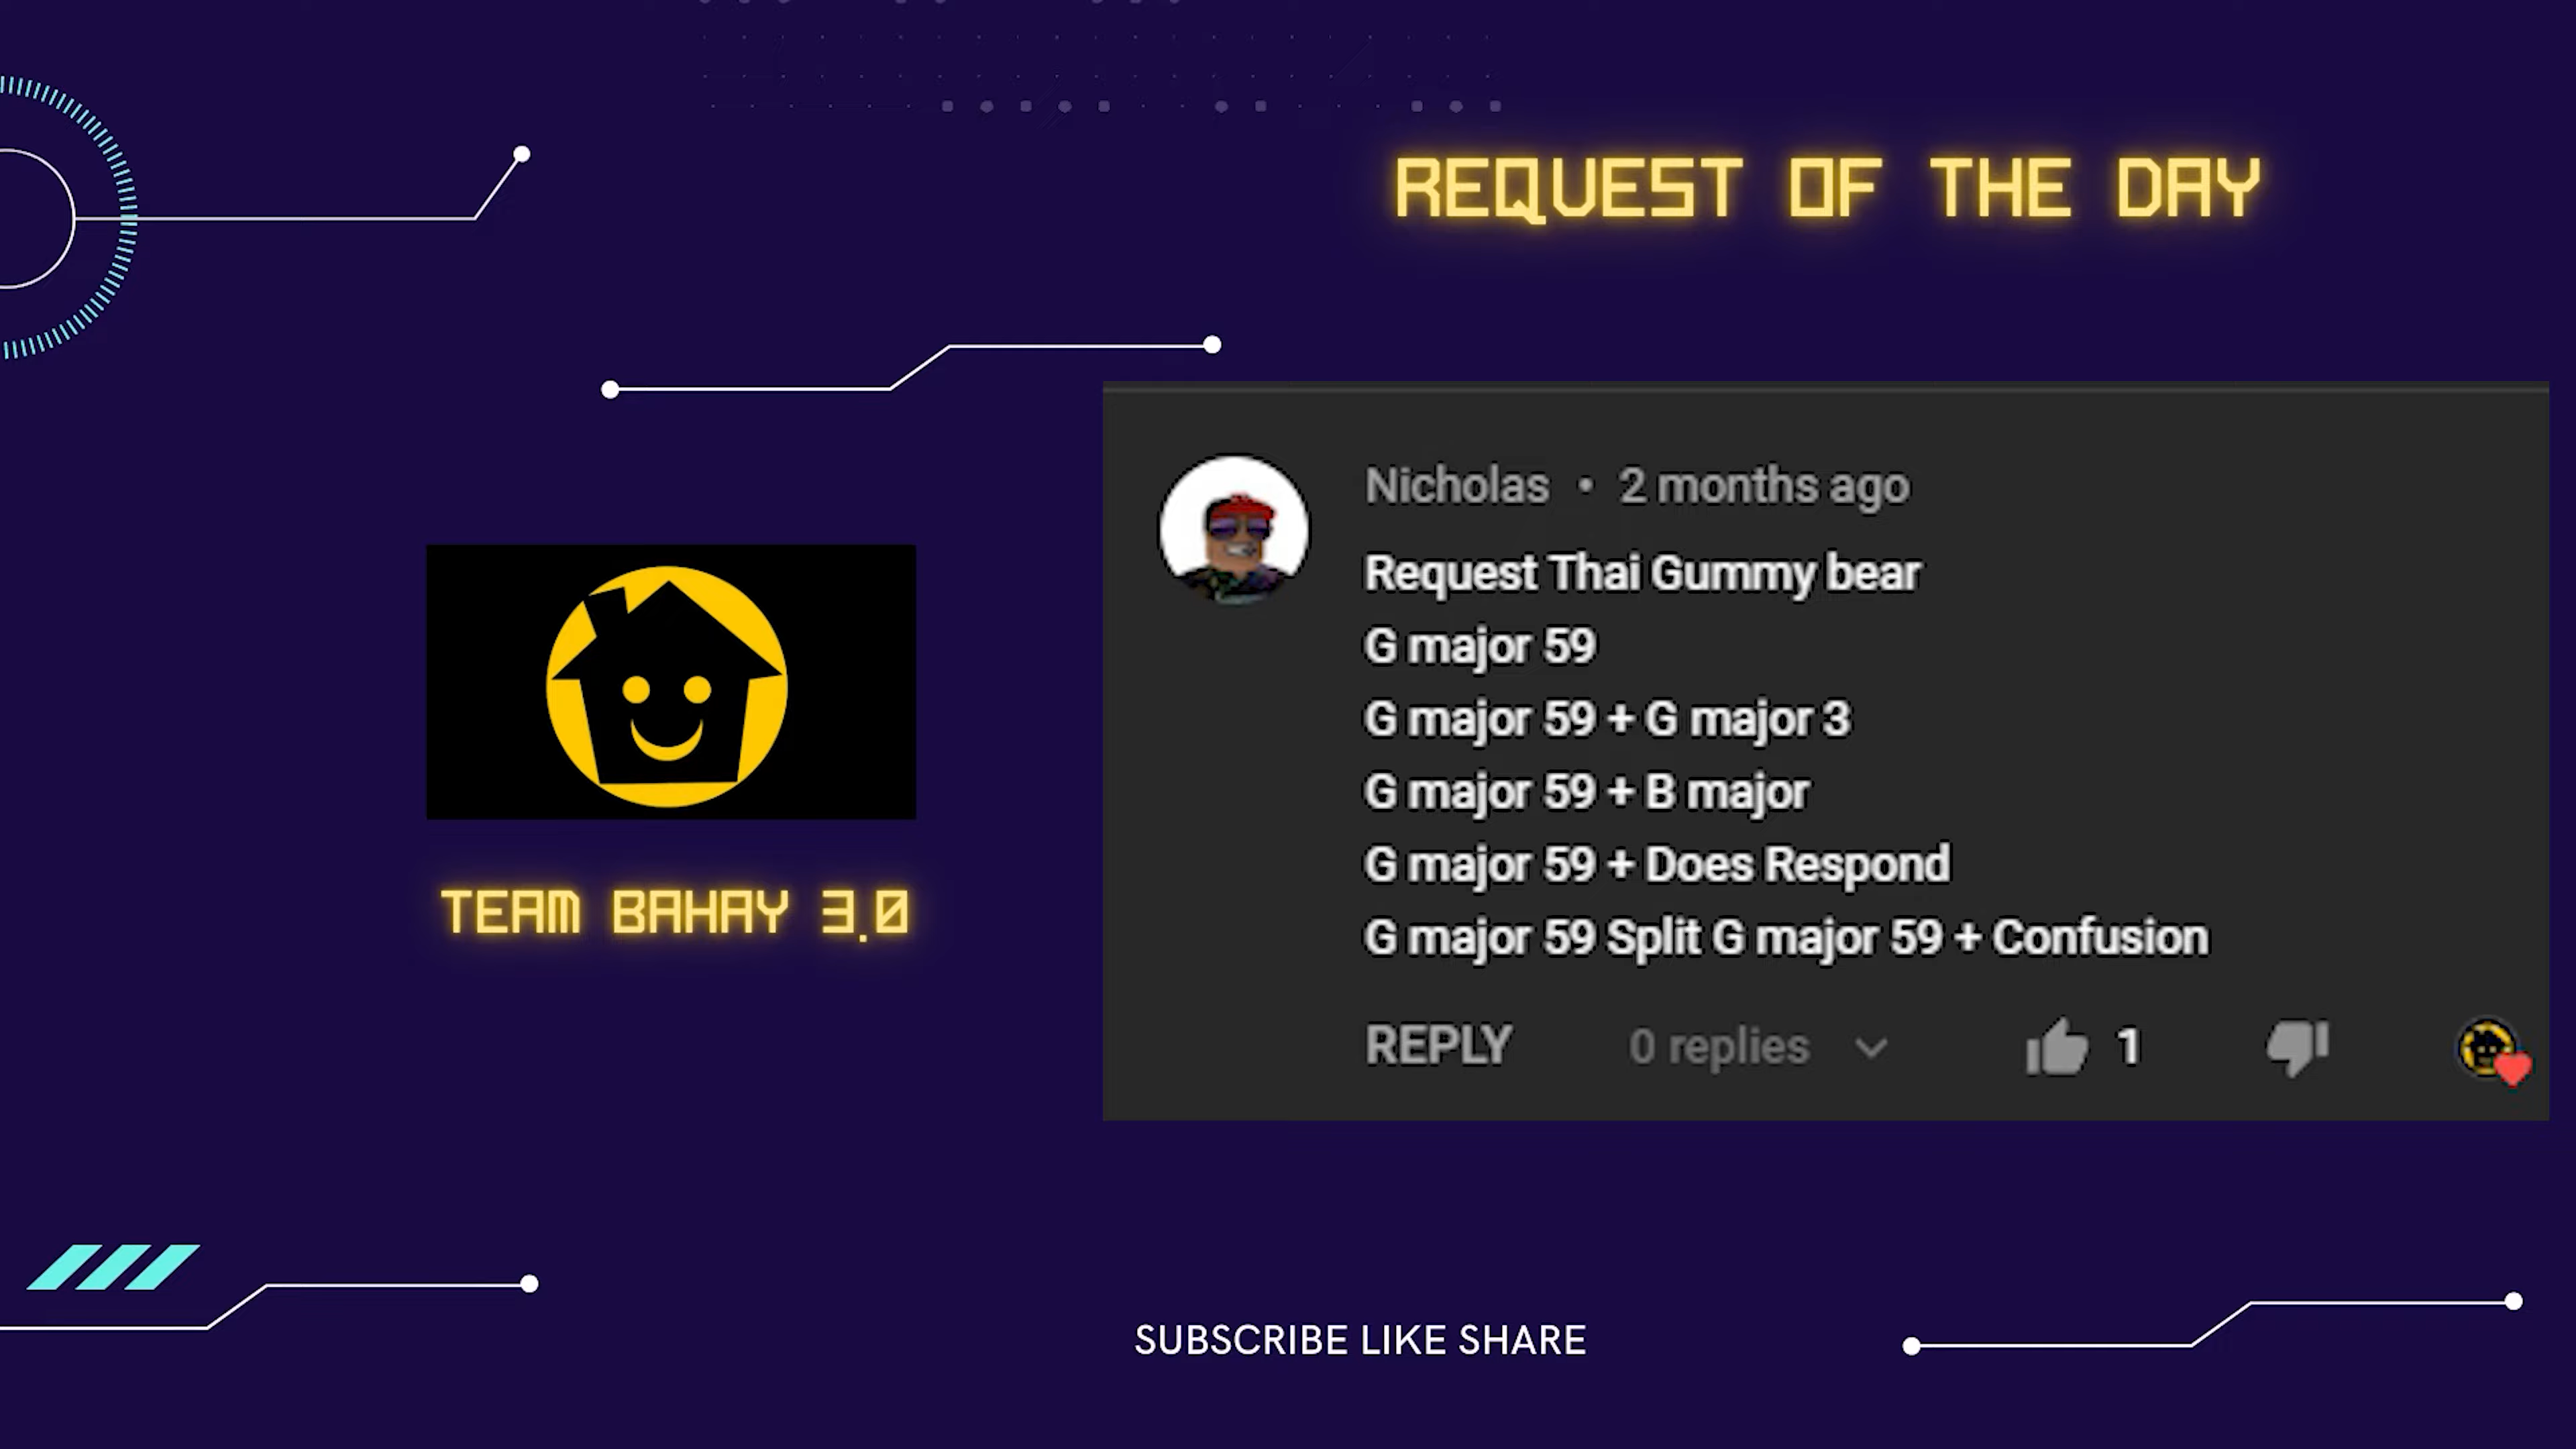 REQUEST OF THE DAY
Nicholas • 2 months ago
Request Thai Gummy bear
G major 59
G major 59 + G major 3
G major 59 + B major
G major 59 + Does Respond
G major 59 Split G major 59 + Confusion
REPLY 0 replies 1
TEAM BAHAY 3.0
SUBSCRIBE LIKE SHARE